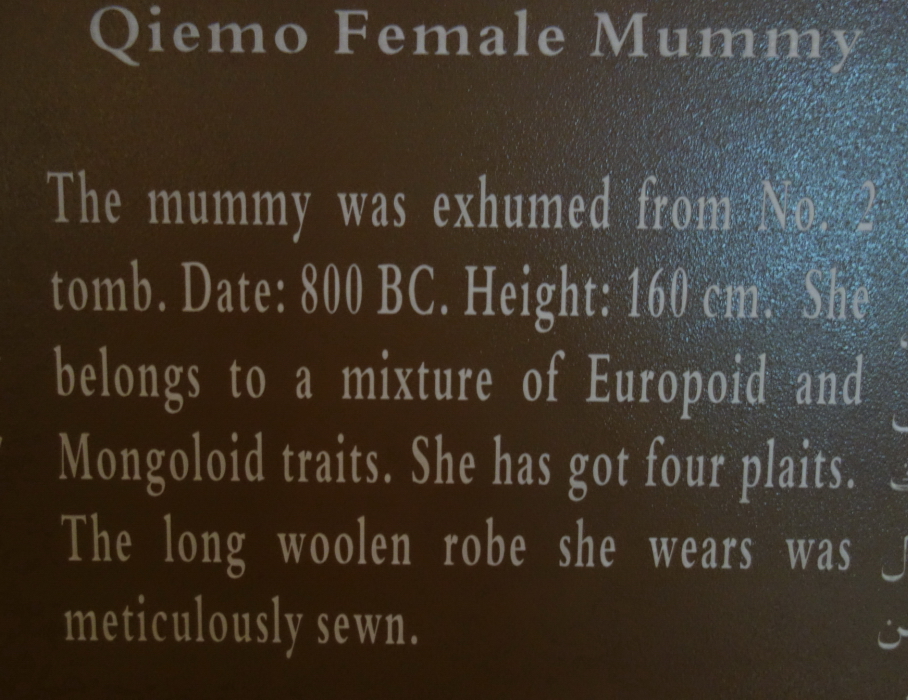 Qiemo Female Mummy
The mummy was exhumed from No. 2
tomb. Date: 800 BC. Height: 160 cm. She
belongs to a mixture of Europoid and
Mongoloid traits. She has got four plaits.
The long woolen robe she wears was
meticulously sewn.